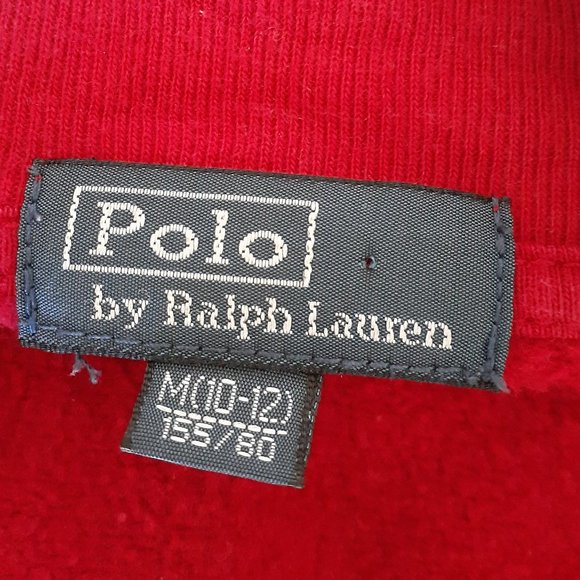 Polo
by Ralph Lauren
M(10-12)
155/80